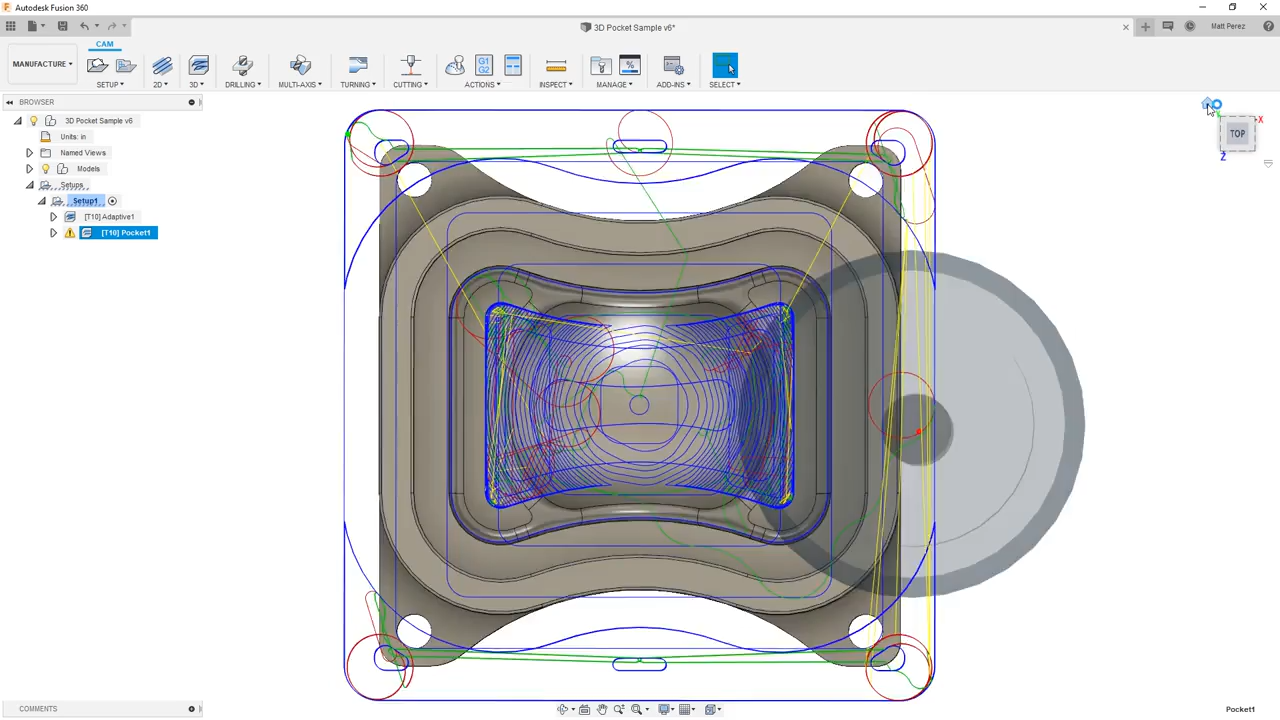 Autodesk Fusion 360
3D Pocket Sample v6*
Matt Perez
CAM
MANUFACTURE
SETUP
2D
3D
DRILLING
MULTI-AXIS
TURNING
CUTTING
G1
G2
ACTIONS
INSPECT
%
MANAGE
ADD-INS
SELECT
BROWSER
3D Pocket Sample v6
Units: in
Named Views
Models
Setups
Setup1
[T10] Adaptive1
[T10] Pocket1
TOP
X
Y
Z
COMMENTS
Pocket1